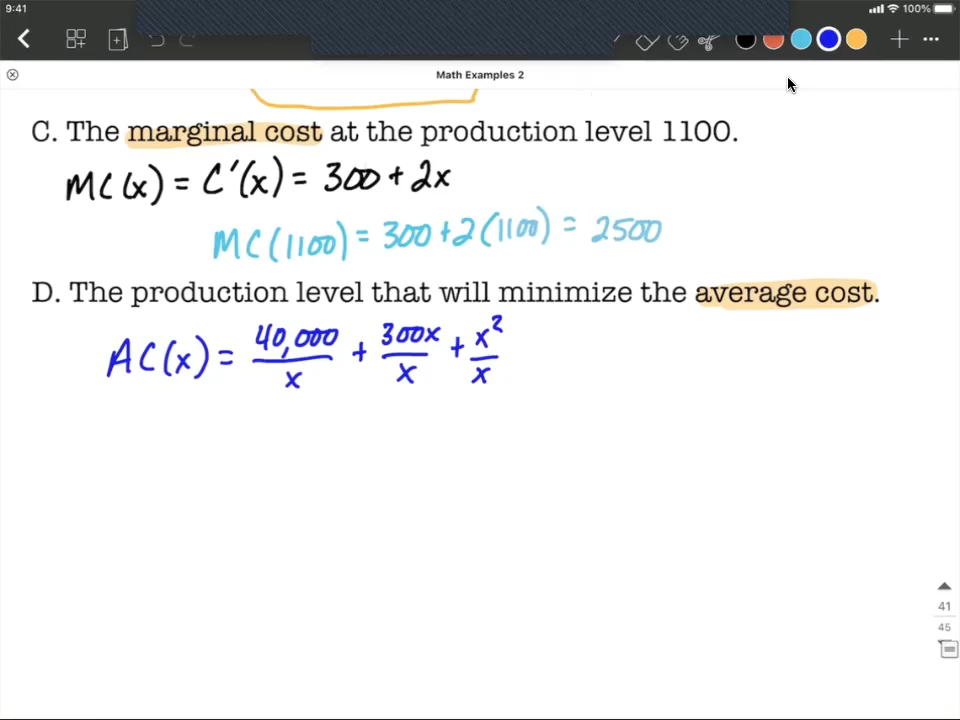 9:41 100%
Math Examples 2
C. The marginal cost at the production level 1100.
MC(x) = C'(x) = 300 + 2x
MC(1100) = 300 + 2(1100) = 2500
D. The production level that will minimize the average cost.
AC(x) = 40,000/x + 300x/x + x²/x
41
45